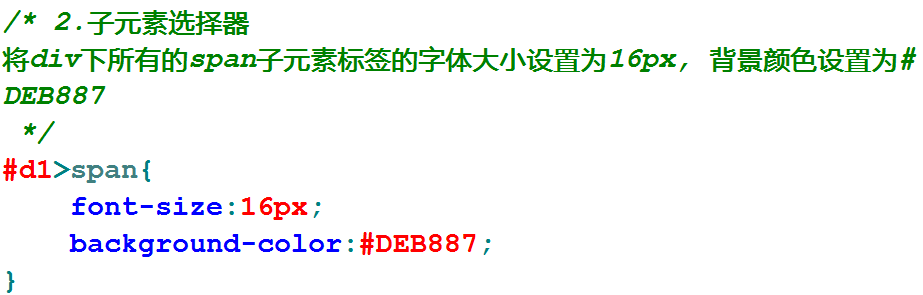 /* 2.子元素选择器
将div下所有的span子元素标签的字体大小设置为16px, 背景颜色设置为#
DEB887
 */
#d1>span{
    font-size:16px;
    background-color:#DEB887;
}